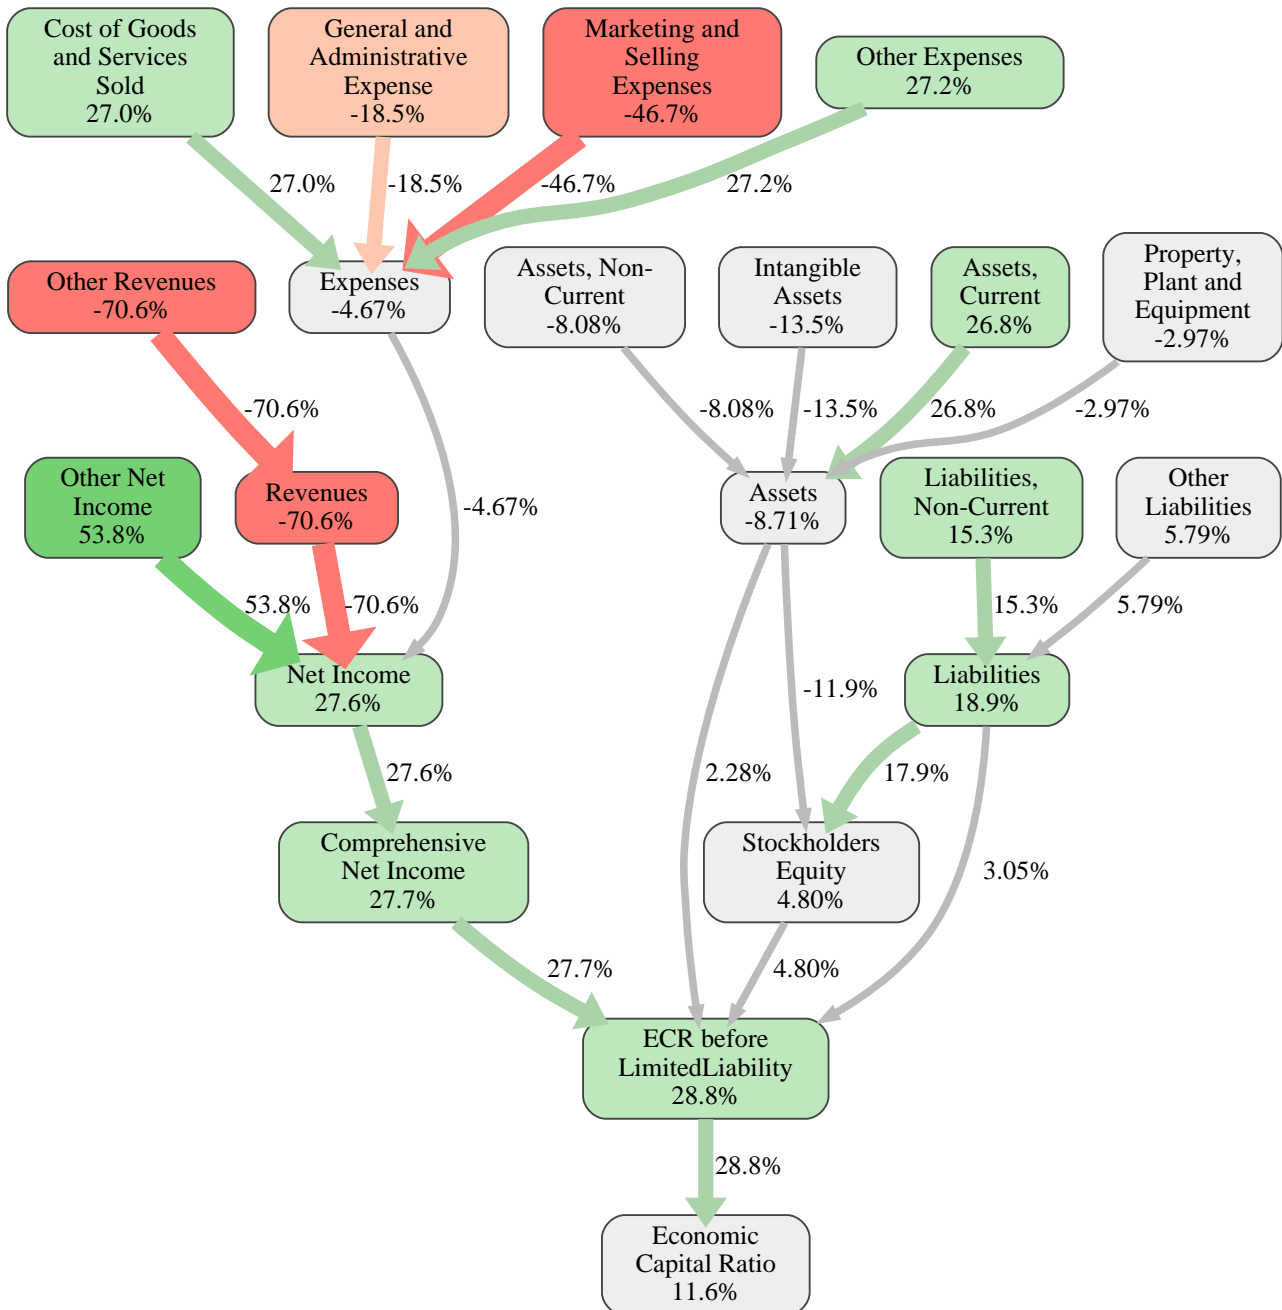 Cost of Goods
and Services
Sold
27.0%
General and
Administrative
Expense
-18.5%
Marketing and
Selling
Expenses
-46.7%
Other Expenses
27.2%
27.0%
-18.5%
-46.7%
27.2%
Other Revenues
-70.6%
Expenses
-4.67%
Assets, Non-
Current
-8.08%
Intangible
Assets
-13.5%
Assets,
Current
26.8%
Property,
Plant and
Equipment
-2.97%
-70.6%
-8.08%
-13.5%
26.8%
-2.97%
Other Net
Income
53.8%
Revenues
-70.6%
-4.67%
Assets
-8.71%
Liabilities,
Non-Current
15.3%
Other
Liabilities
5.79%
53.8%
-70.6%
15.3%
5.79%
Net Income
27.6%
-11.9%
Liabilities
18.9%
27.6%
2.28%
17.9%
Comprehensive
Net Income
27.7%
Stockholders
Equity
4.80%
3.05%
27.7%
4.80%
ECR before
LimitedLiability
28.8%
28.8%
Economic
Capital Ratio
11.6%